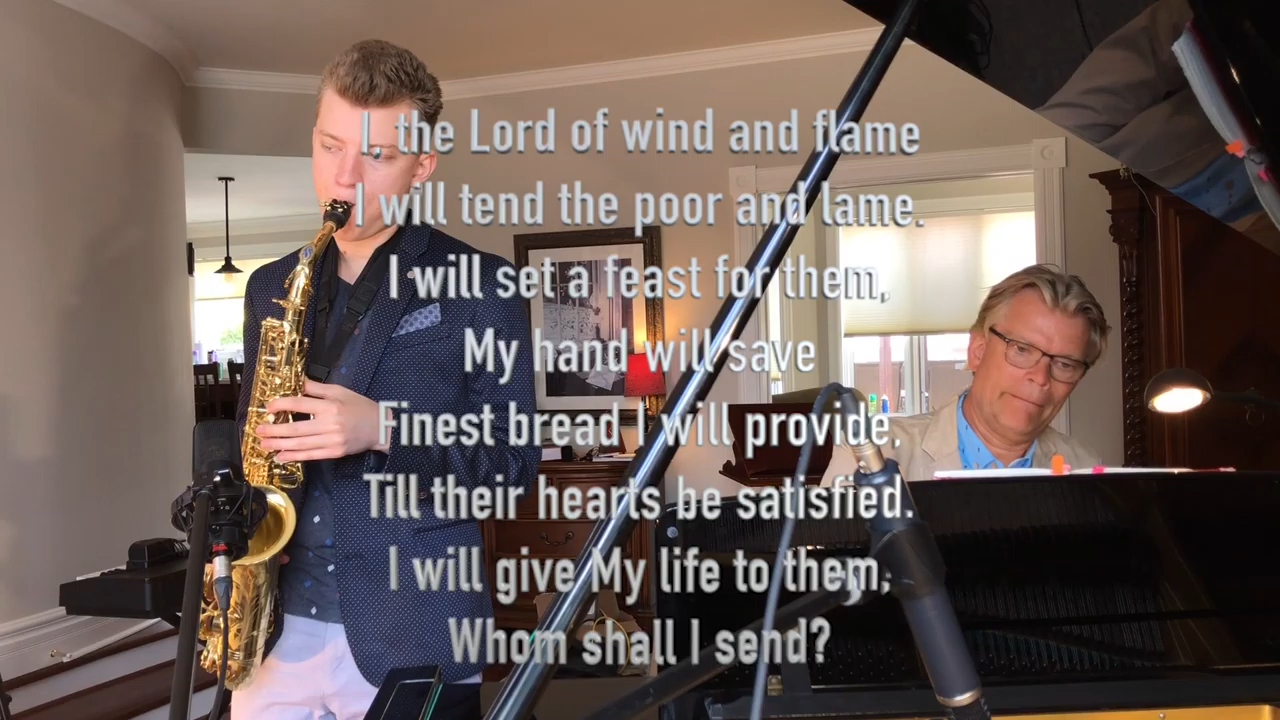 I, the Lord of wind and flame
I will tend the poor and lame.
I will set a feast for them,
My hand will save
Finest bread I will provide,
Till their hearts be satisfied.
I will give My life to them,
Whom shall I send?